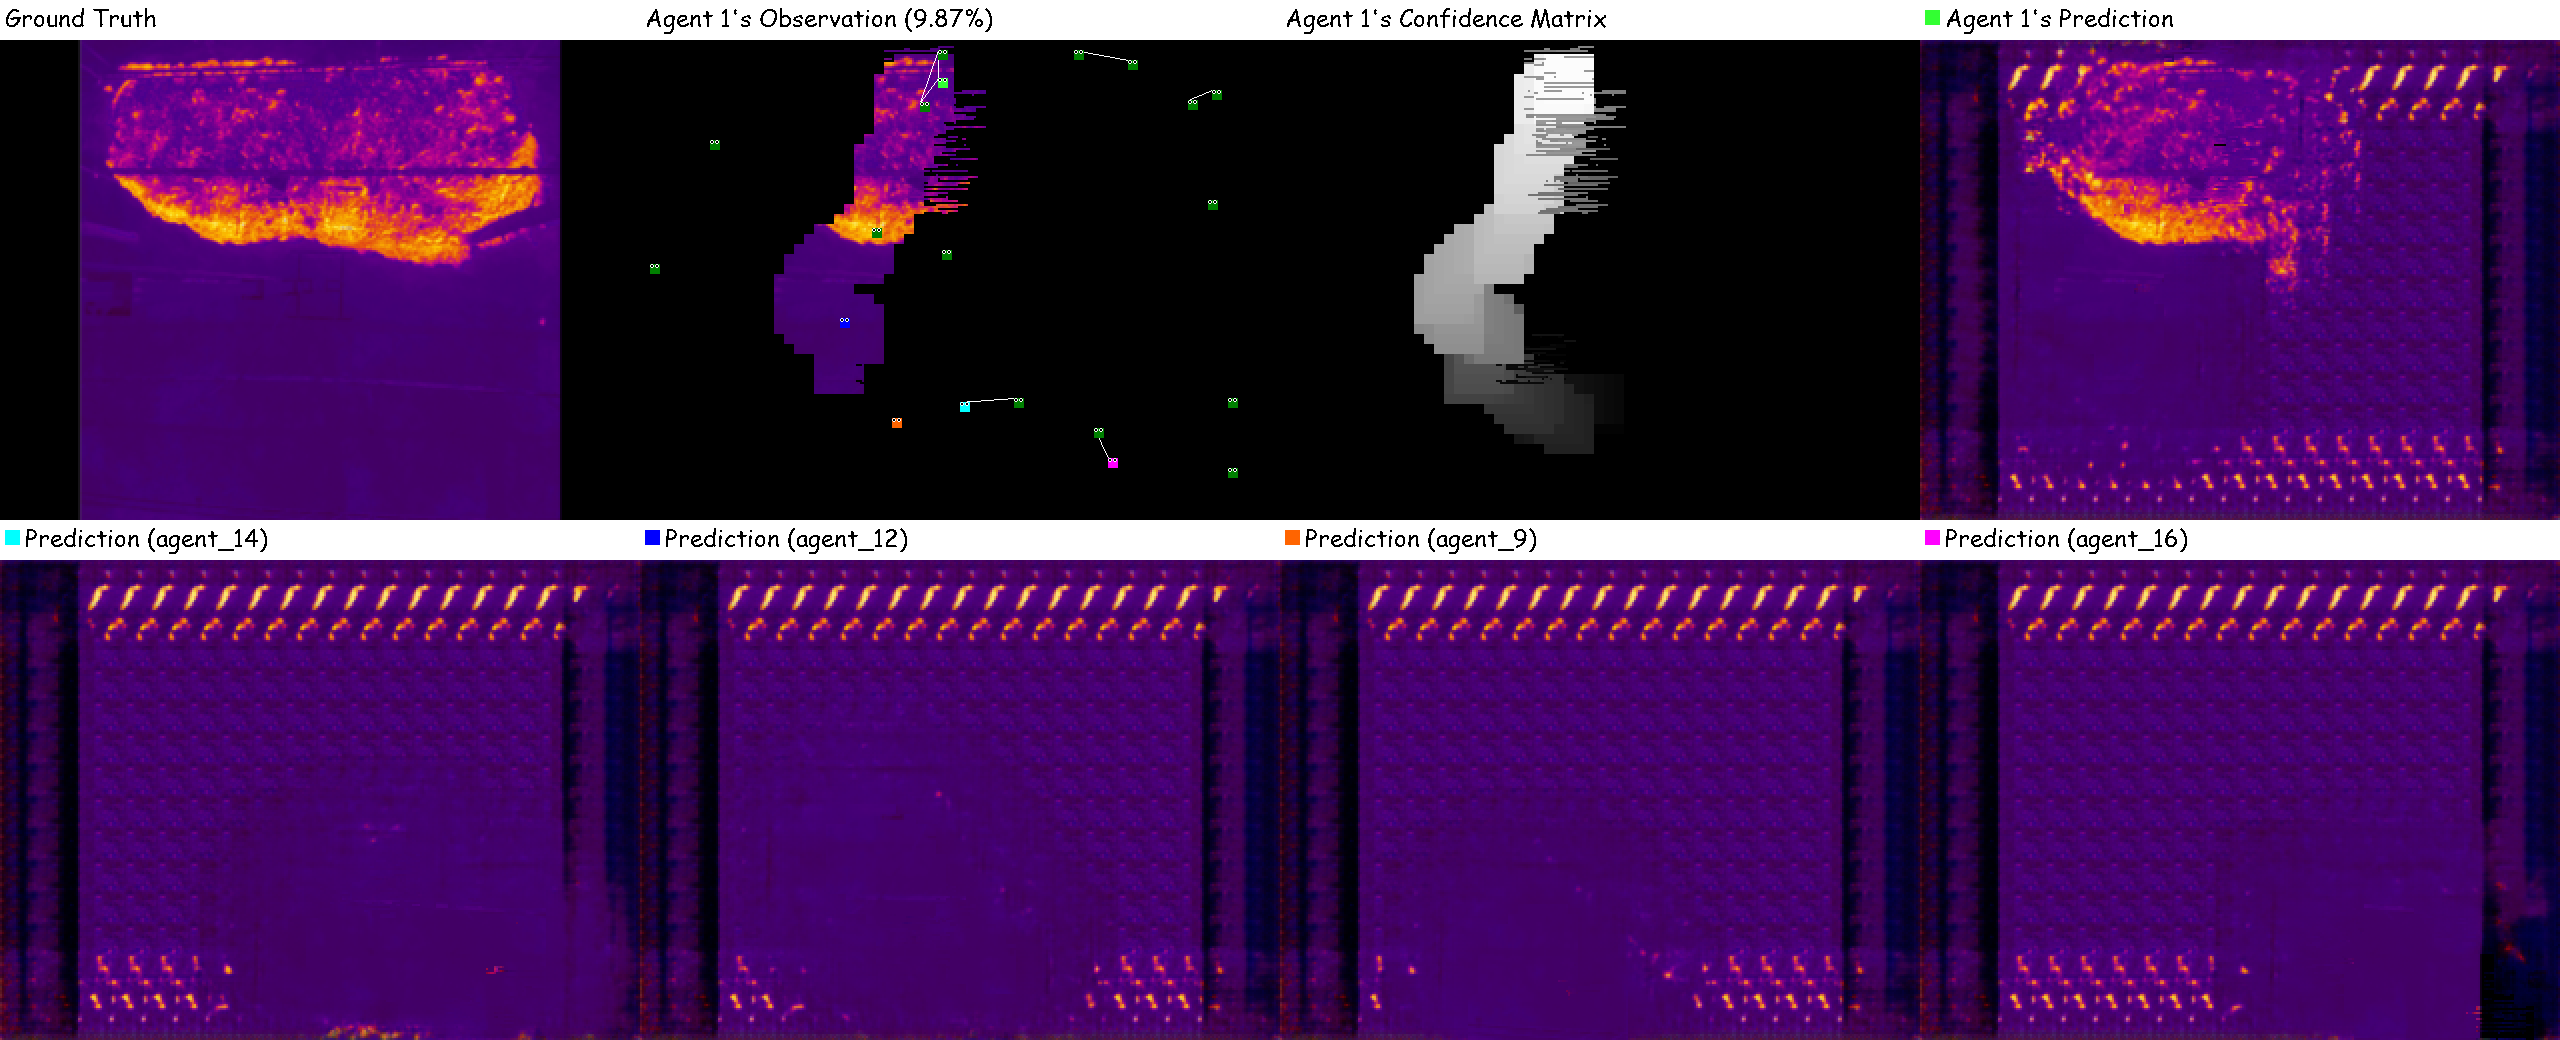 Ground Truth
Agent 1's Observation (9.87%)
Agent 1's Confidence Matrix
Agent 1's Prediction
Prediction (agent_14)
Prediction (agent_12)
Prediction (agent_9)
Prediction (agent_16)